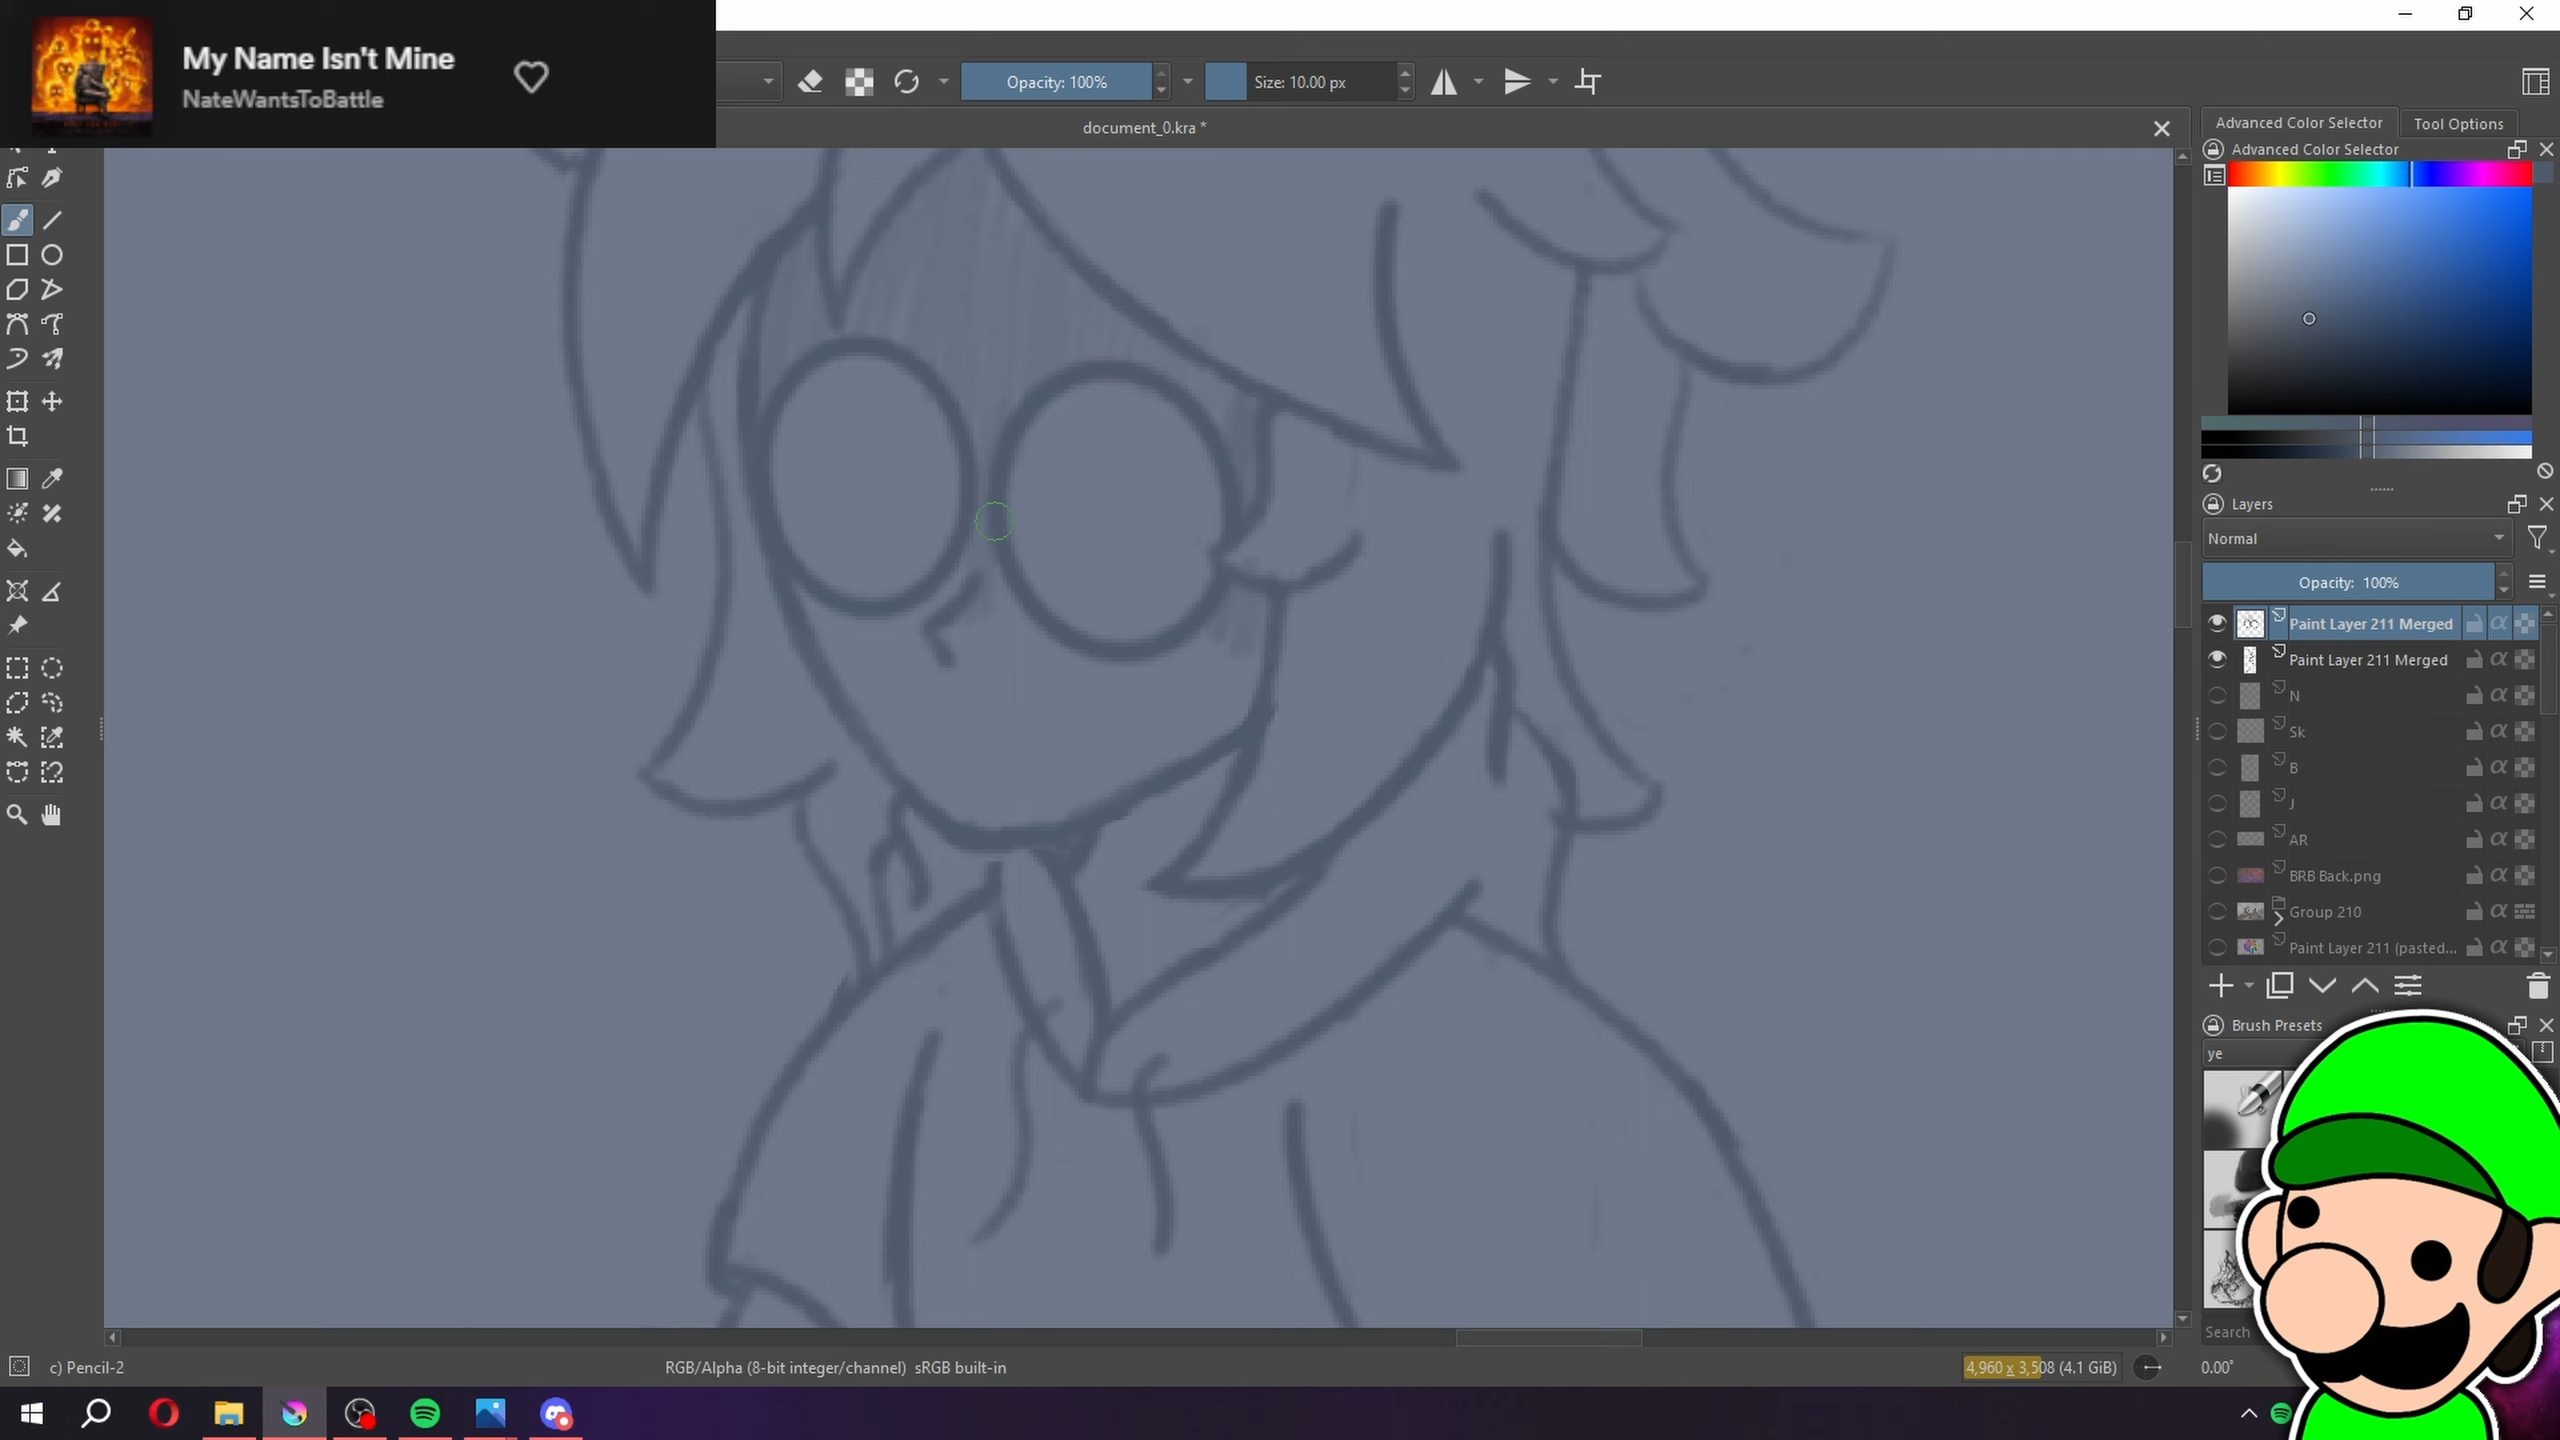 My Name Isn't Mine
NateWantsToBattle
Opacity: 100%
Size: 10.00 px
document_0.kra *
Advanced Color Selector
Tool Options
Advanced Color Selector
Layers
Normal
Opacity: 100%
Paint Layer 211 Merged
Paint Layer 211 Merged
N
Sk
B
J
AR
BRB Back.png
Group 210
Paint Layer 211 (pasted...
Brush Presets
ye
Search
c) Pencil-2
RGB/Alpha (8-bit integer/channel) sRGB built-in
4,960 x 3,508 (4.1 GiB)
0.00°